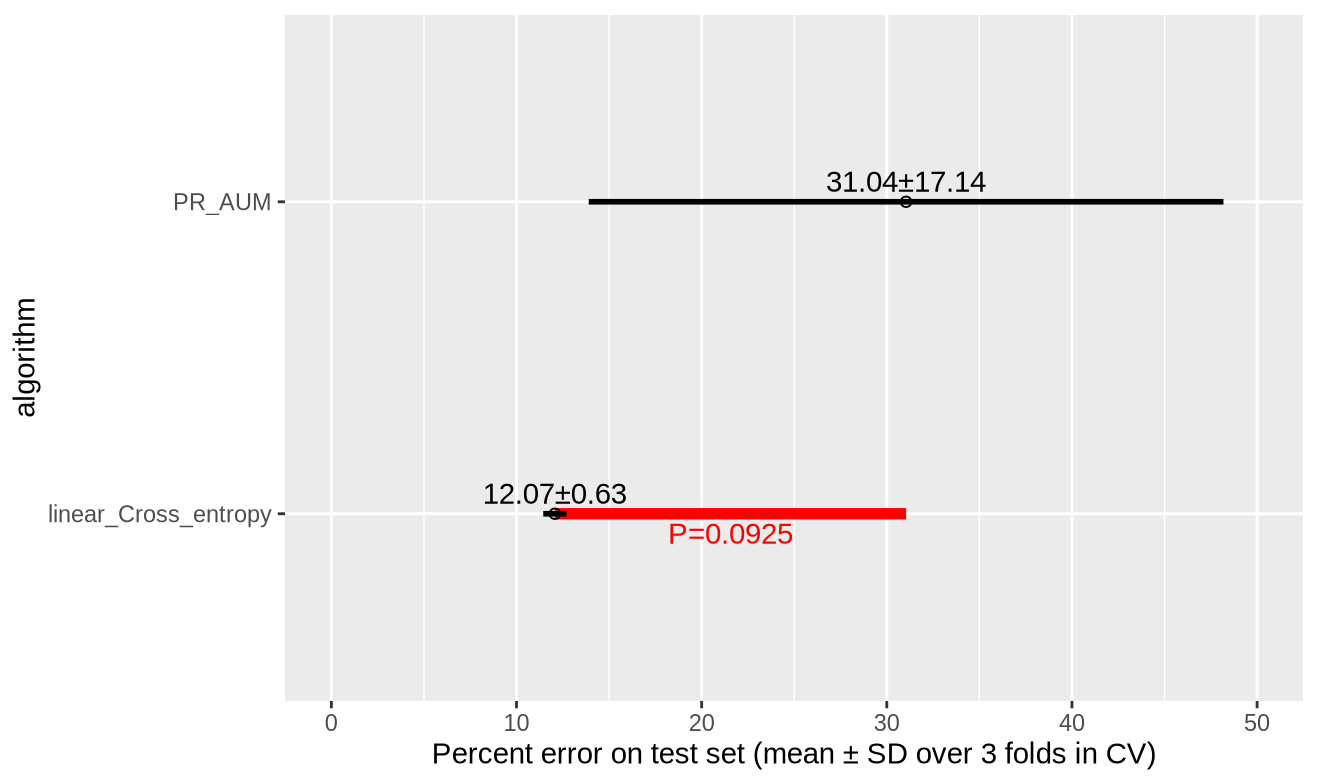 31.04±17.14
PR_AUM
algorithm
12.07±0.63
linear_Cross_entropy
P=0.0925
0 10 20 30 40 50
Percent error on test set (mean ± SD over 3 folds in CV)